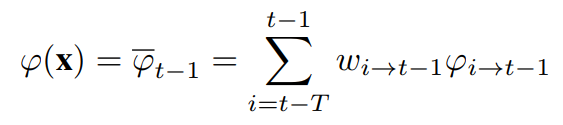 φ(𝐱) = φ̅ₜ₋₁ = ∑_{i=t−T}^{t−1} w_{i→t−1}φ_{i→t−1}